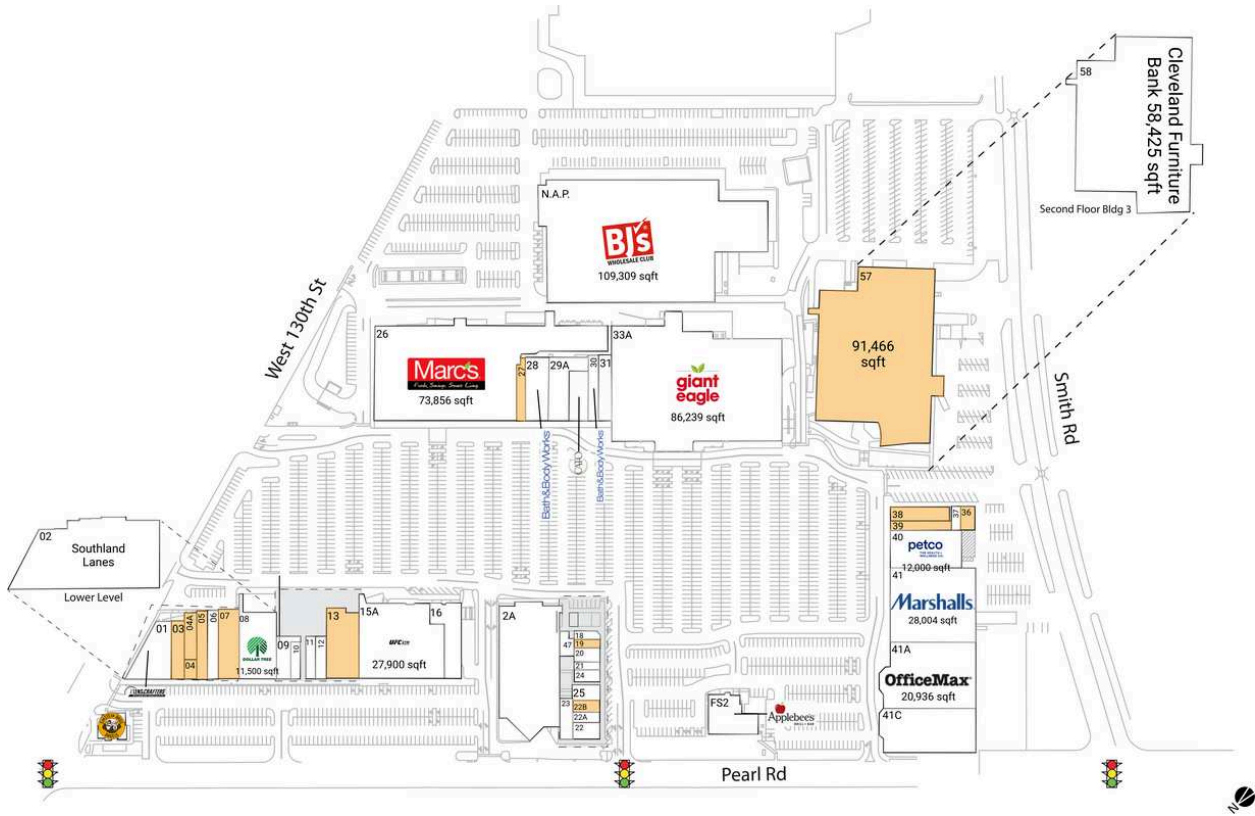 58
Cleveland Furniture
Bank 58,425 sqft
Second Floor Bldg 3
N.A.P.
BJ's
WHOLESALE CLUB
109,309 sqft
West 130th St
57
91,466
sqft
Smith Rd
26
Marc's
73,856 sqft
27
28
29A
30
31
33A
giant
eagle
86,239 sqft
Bath&BodyWorks
Bath&BodyWorks
02
Southland
Lanes
Lower Level
38
37
36
39
40
petco
12,000 sqft
41
Marshalls
28,004 sqft
41A
OfficeMax
20,936 sqft
41C
01
03
04A
04
05
06
07
08
DOLLAR TREE
11,500 sqft
09
10
11
12
13
15A
16
UFC GYM
27,900 sqft
2A
47
18
19
20
21
24
25
23
22B
22A
22
FS2
Applebee's
Pearl Rd
N